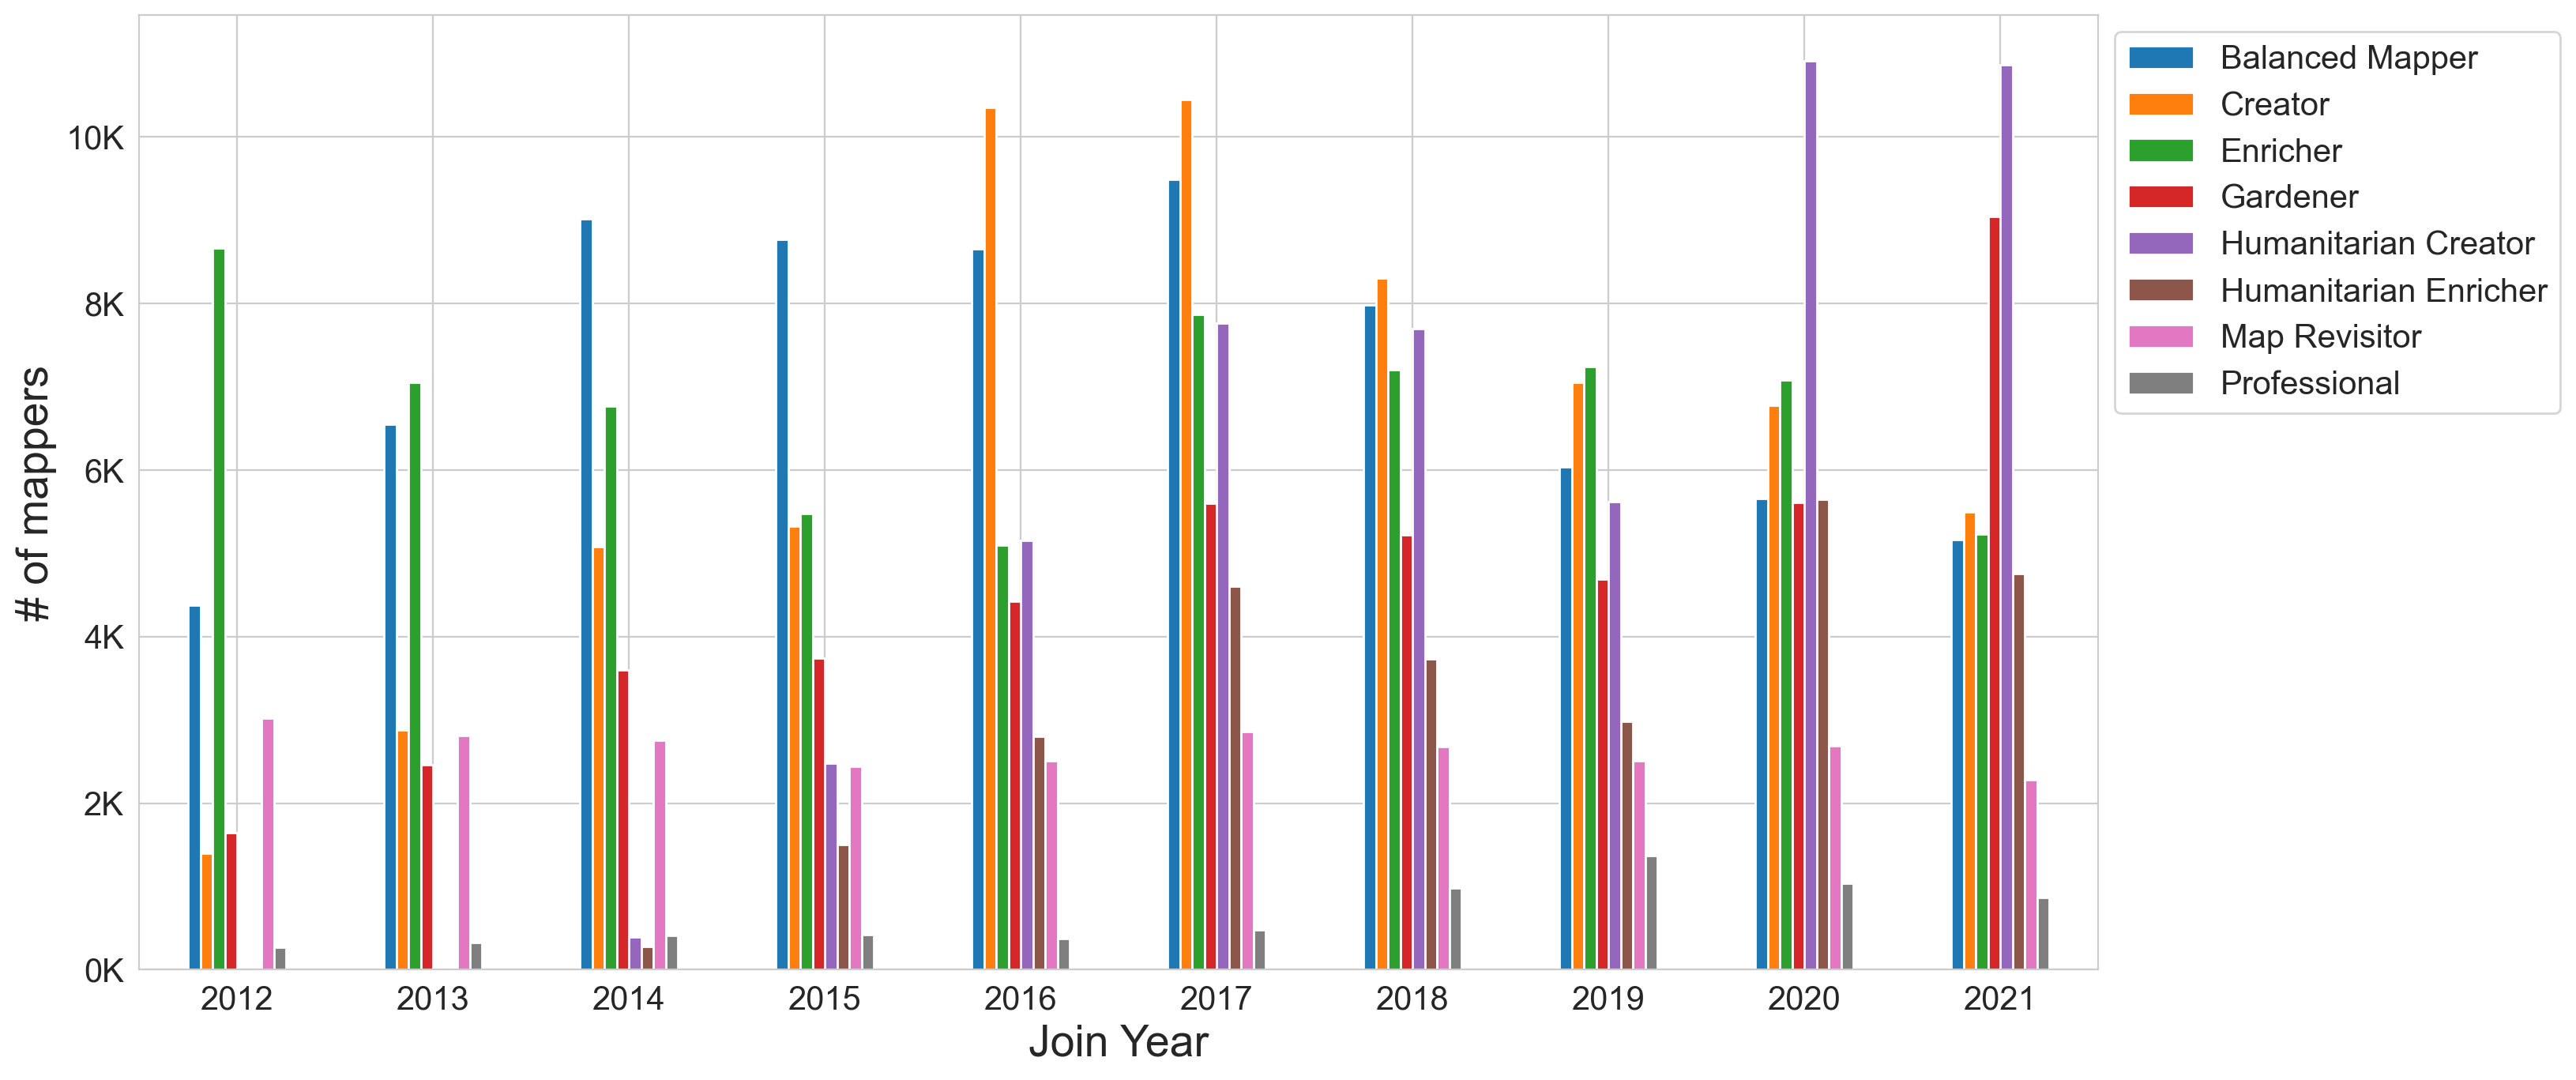 10K
8K
6K
4K
2K
0K
# of mappers
2012 2013 2014 2015 2016 2017 2018 2019 2020 2021
Join Year
Balanced Mapper
Creator
Enricher
Gardener
Humanitarian Creator
Humanitarian Enricher
Map Revisitor
Professional